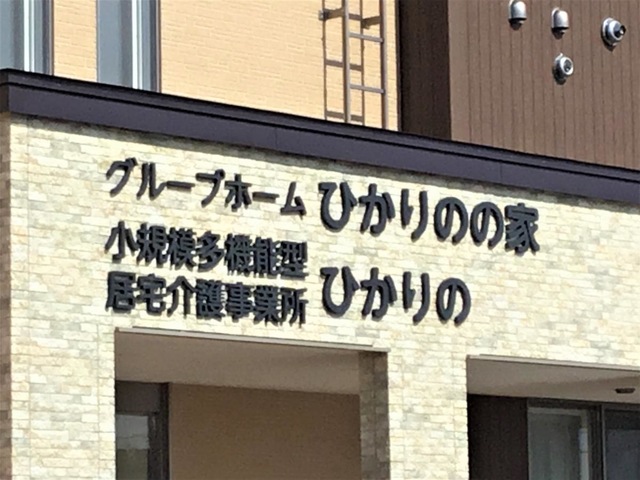 グループホーム ひかりのの家
小規模多機能型
居宅介護事業所 ひかりの